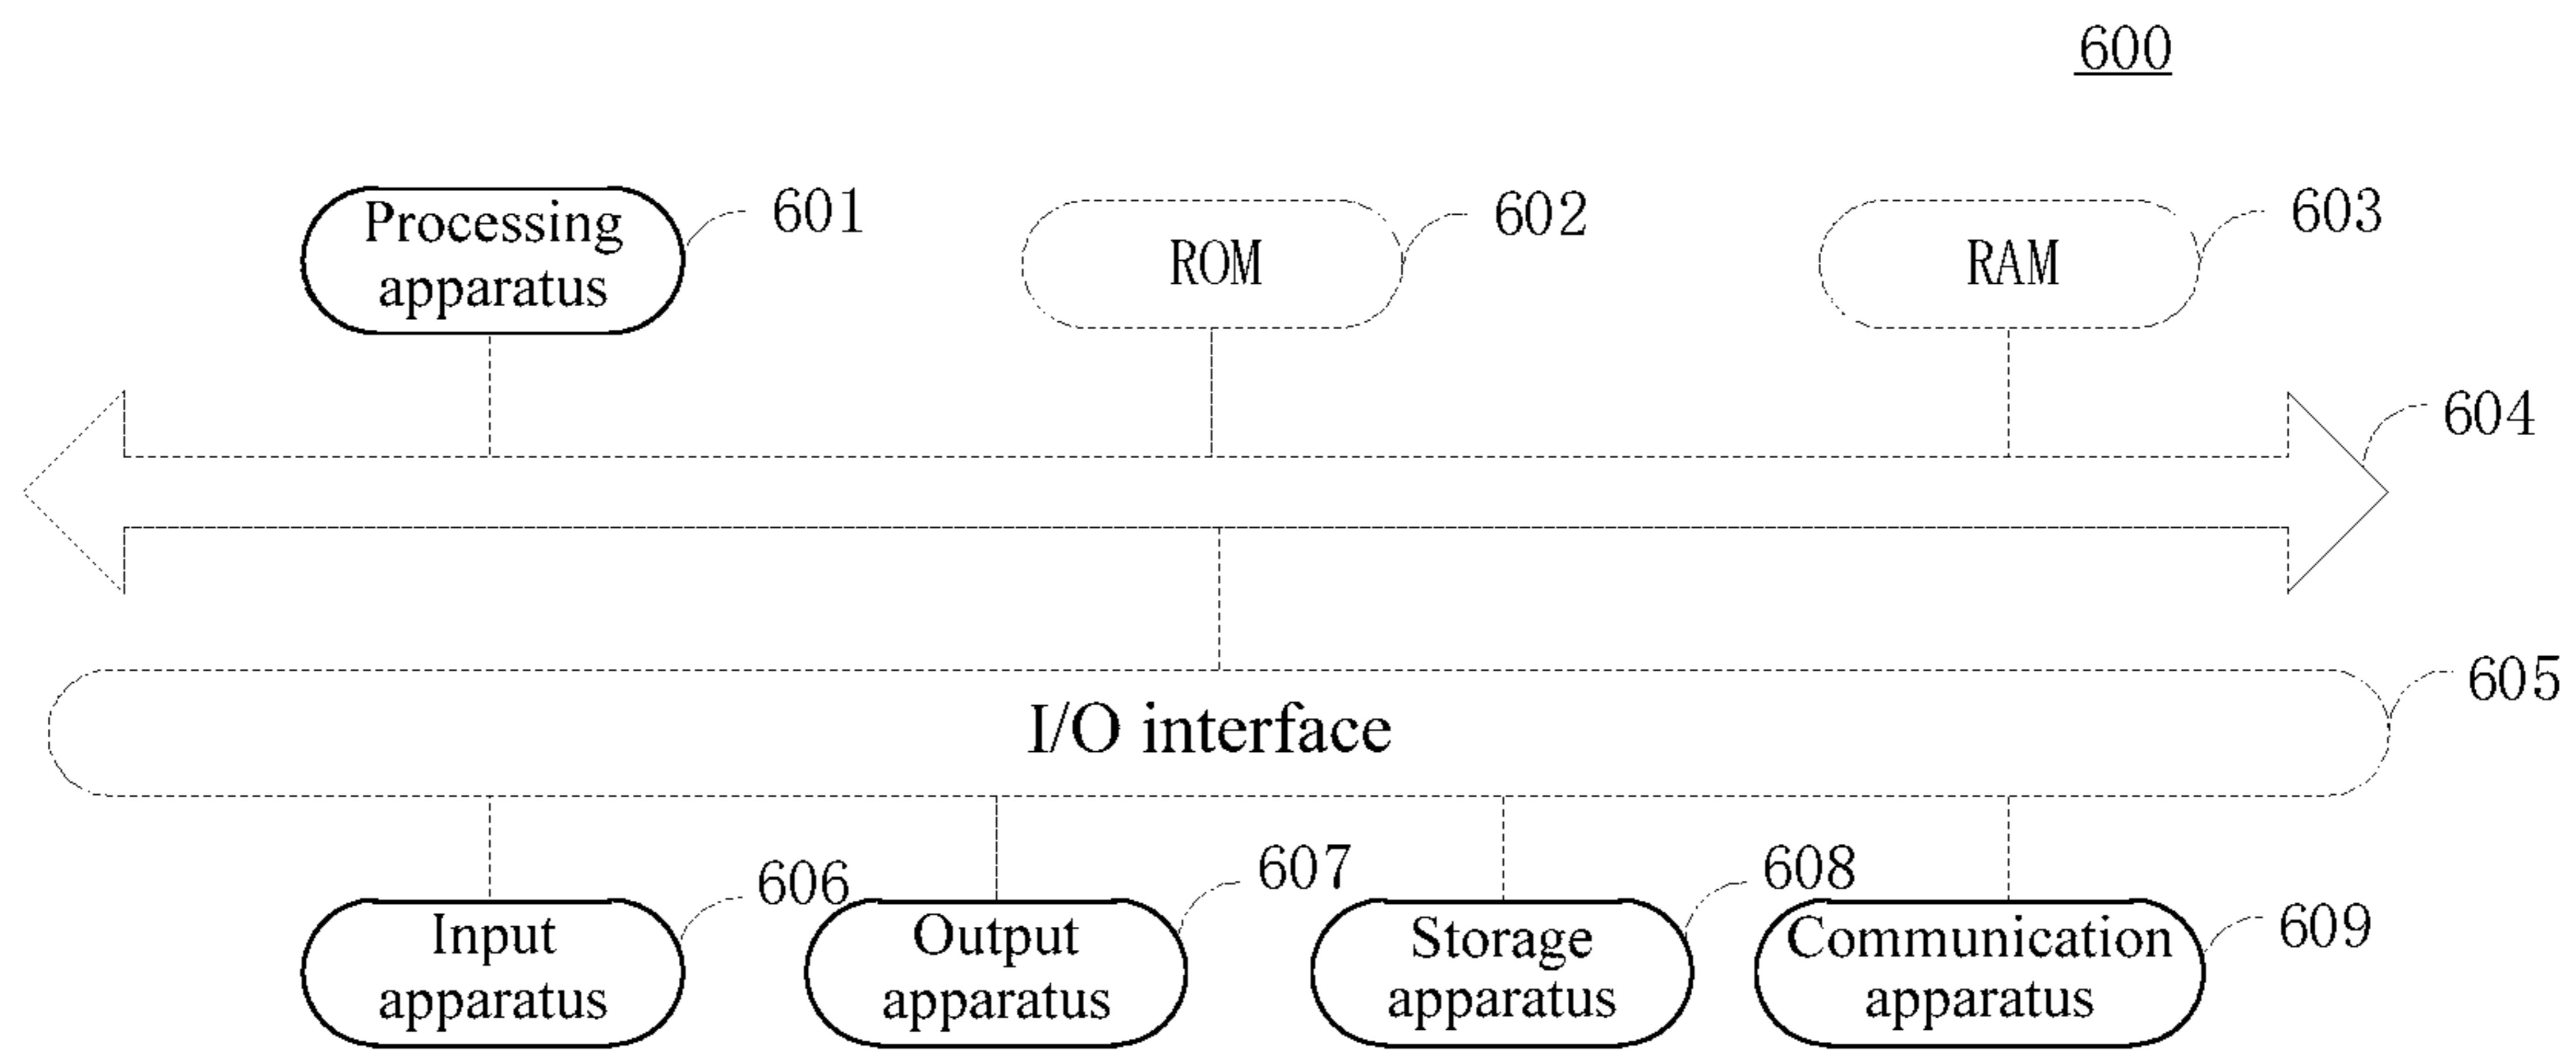 600
Processing
apparatus
601
ROM
602
RAM
603
604
I/O interface
605
Input
apparatus
606
Output
apparatus
607
Storage
apparatus
608
Communication
apparatus
609